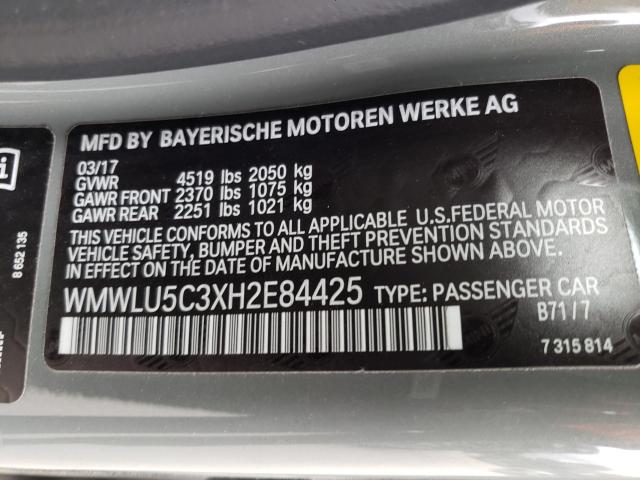 MFD BY BAYERISCHE MOTOREN WERKE AG
03/17
GVWR 4519 lbs 2050 kg
GAWR FRONT 2370 lbs 1075 kg
GAWR REAR 2251 lbs 1021 kg
THIS VEHICLE CONFORMS TO ALL APPLICABLE U.S.FEDERAL MOTOR
VEHICLE SAFETY, BUMPER AND THEFT PREVENTION STANDARDS
IN EFFECT ON THE DATE OF MANUFACTURE SHOWN ABOVE.
WMWLU5C3XH2E84425 TYPE: PASSENGER CAR
B71/7
7 315 814
8 652 135
i